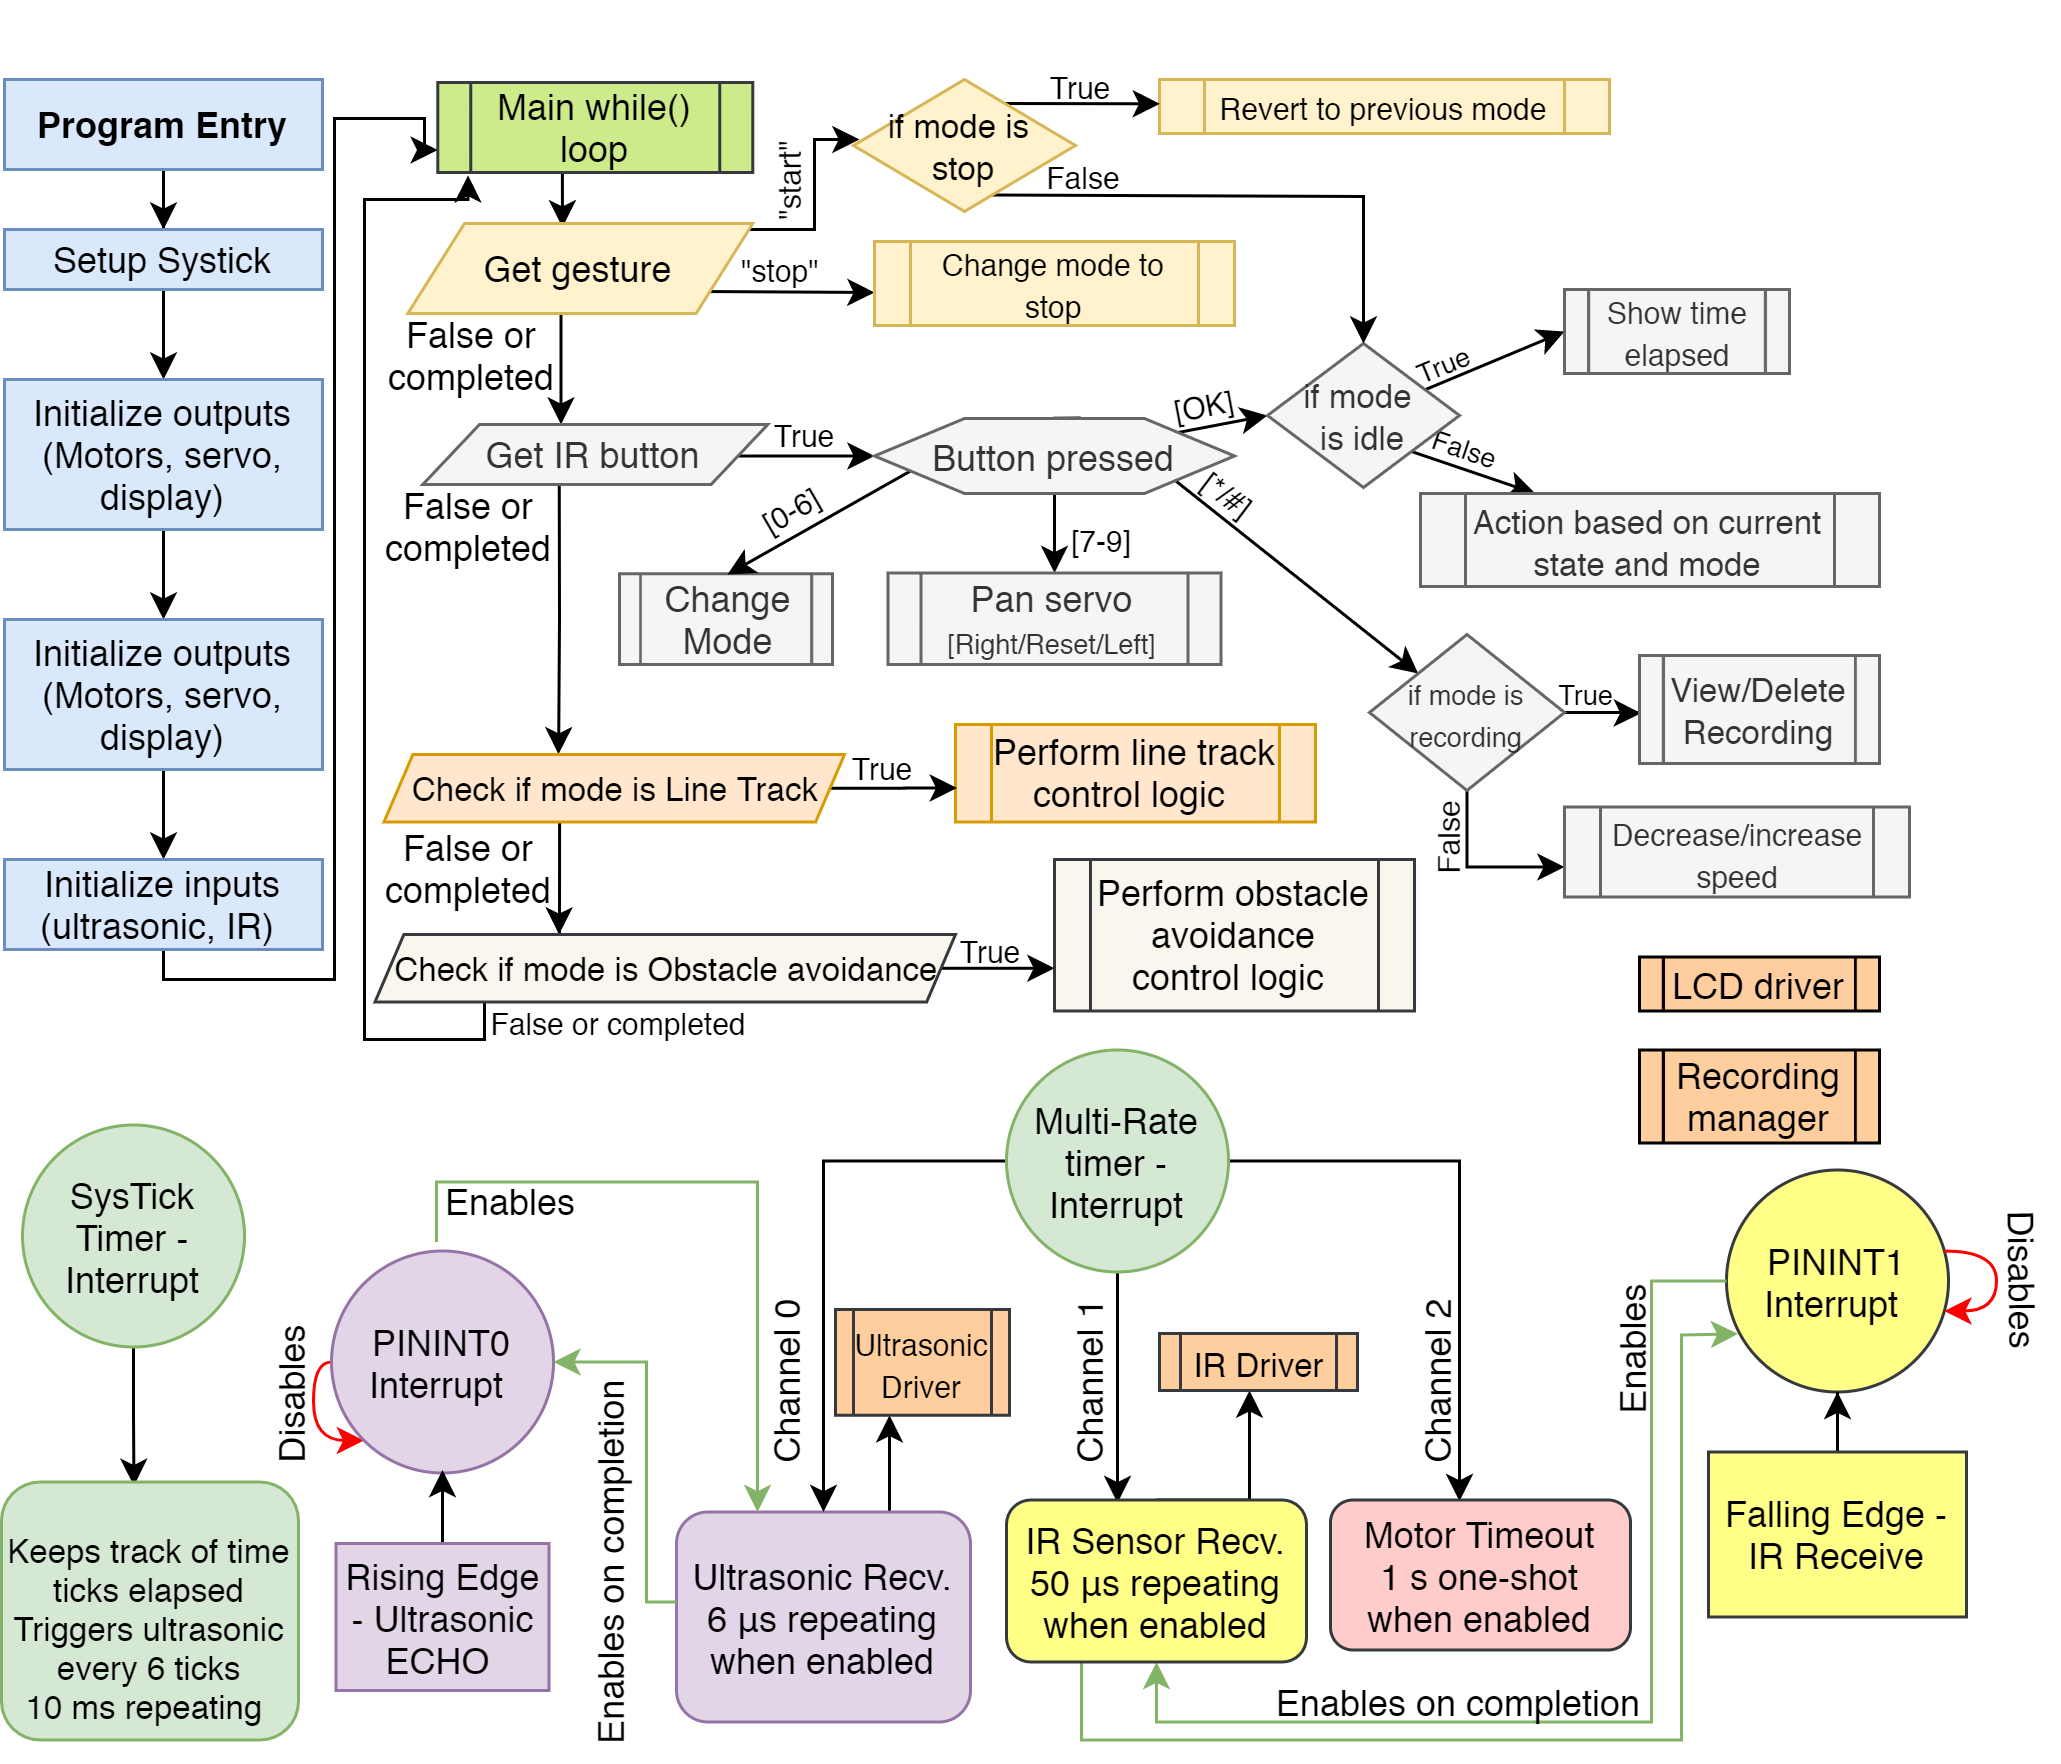 Program Entry
Setup Systick
Initialize outputs
(Motors, servo,
display)
Initialize outputs
(Motors, servo,
display)
Initialize inputs
(ultrasonic, IR)
Main while()
loop
"start"
if mode is
stop
True
Revert to previous mode
False
Get gesture
"stop"
Change mode to
stop
False or
completed
Show time
elapsed
True
if mode
is idle
[OK]
False
Action based on current
state and mode
Get IR button
True
Button pressed
False or
completed
[0-6]
[7-9]
[*/#]
Change
Mode
Pan servo
[Right/Reset/Left]
if mode is
recording
True
View/Delete
Recording
False
Decrease/increase
speed
Check if mode is Line Track
True
Perform line track
control logic
False or
completed
Check if mode is Obstacle avoidance
True
Perform obstacle
avoidance
control logic
False or completed
LCD driver
Recording
manager
SysTick
Timer -
Interrupt
Keeps track of time
ticks elapsed
Triggers ultrasonic
every 6 ticks
10 ms repeating
Enables
PININT0
Interrupt
Disables
Rising Edge
- Ultrasonic
ECHO
Enables on completion
Multi-Rate
timer -
Interrupt
Channel 0
Ultrasonic
Driver
Ultrasonic Recv.
6 µs repeating
when enabled
Channel 1
IR Driver
IR Sensor Recv.
50 µs repeating
when enabled
Channel 2
Motor Timeout
1 s one-shot
when enabled
Enables on completion
Enables
PININT1
Interrupt
Disables
Falling Edge -
IR Receive